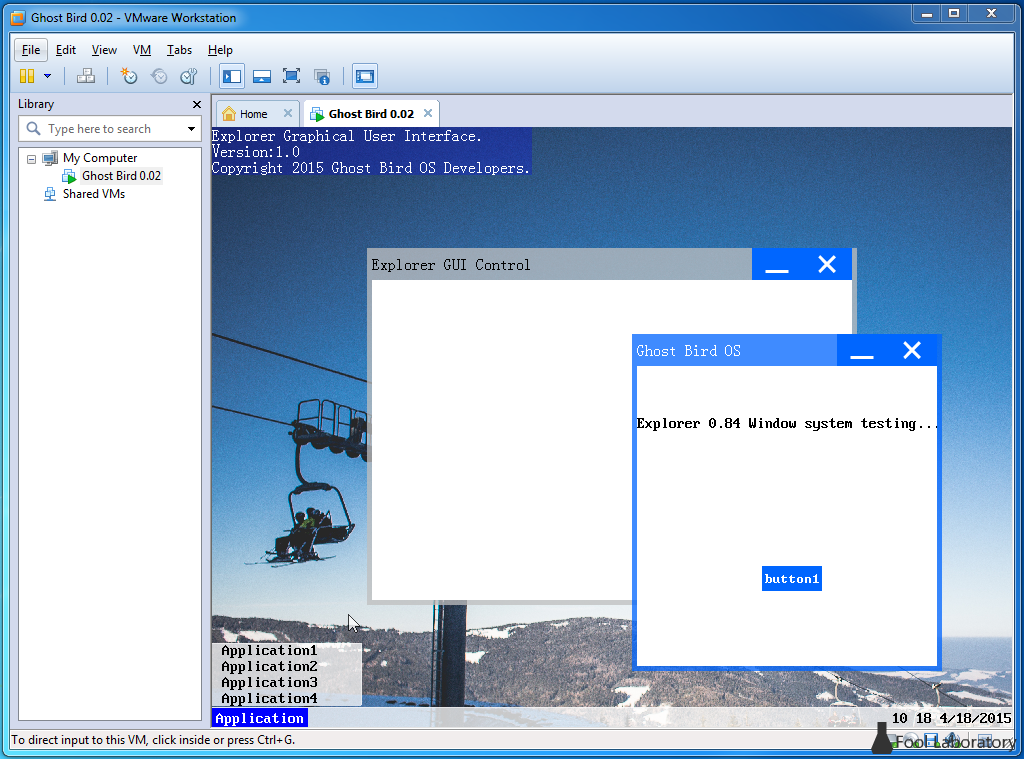 Ghost Bird 0.02 - VMware Workstation
File Edit View VM Tabs Help
Library
Type here to search
My Computer
Ghost Bird 0.02
Shared VMs
Home
Ghost Bird 0.02
Explorer Graphical User Interface.
Version:1.0
Copyright 2015 Ghost Bird OS Developers.
Explorer GUI Control
Ghost Bird OS
Explorer 0.84 Window system testing...
button1
Application1
Application2
Application3
Application4
Application
10 18 4/18/2015
To direct input to this VM, click inside or press Ctrl+G.
Fool Laboratory